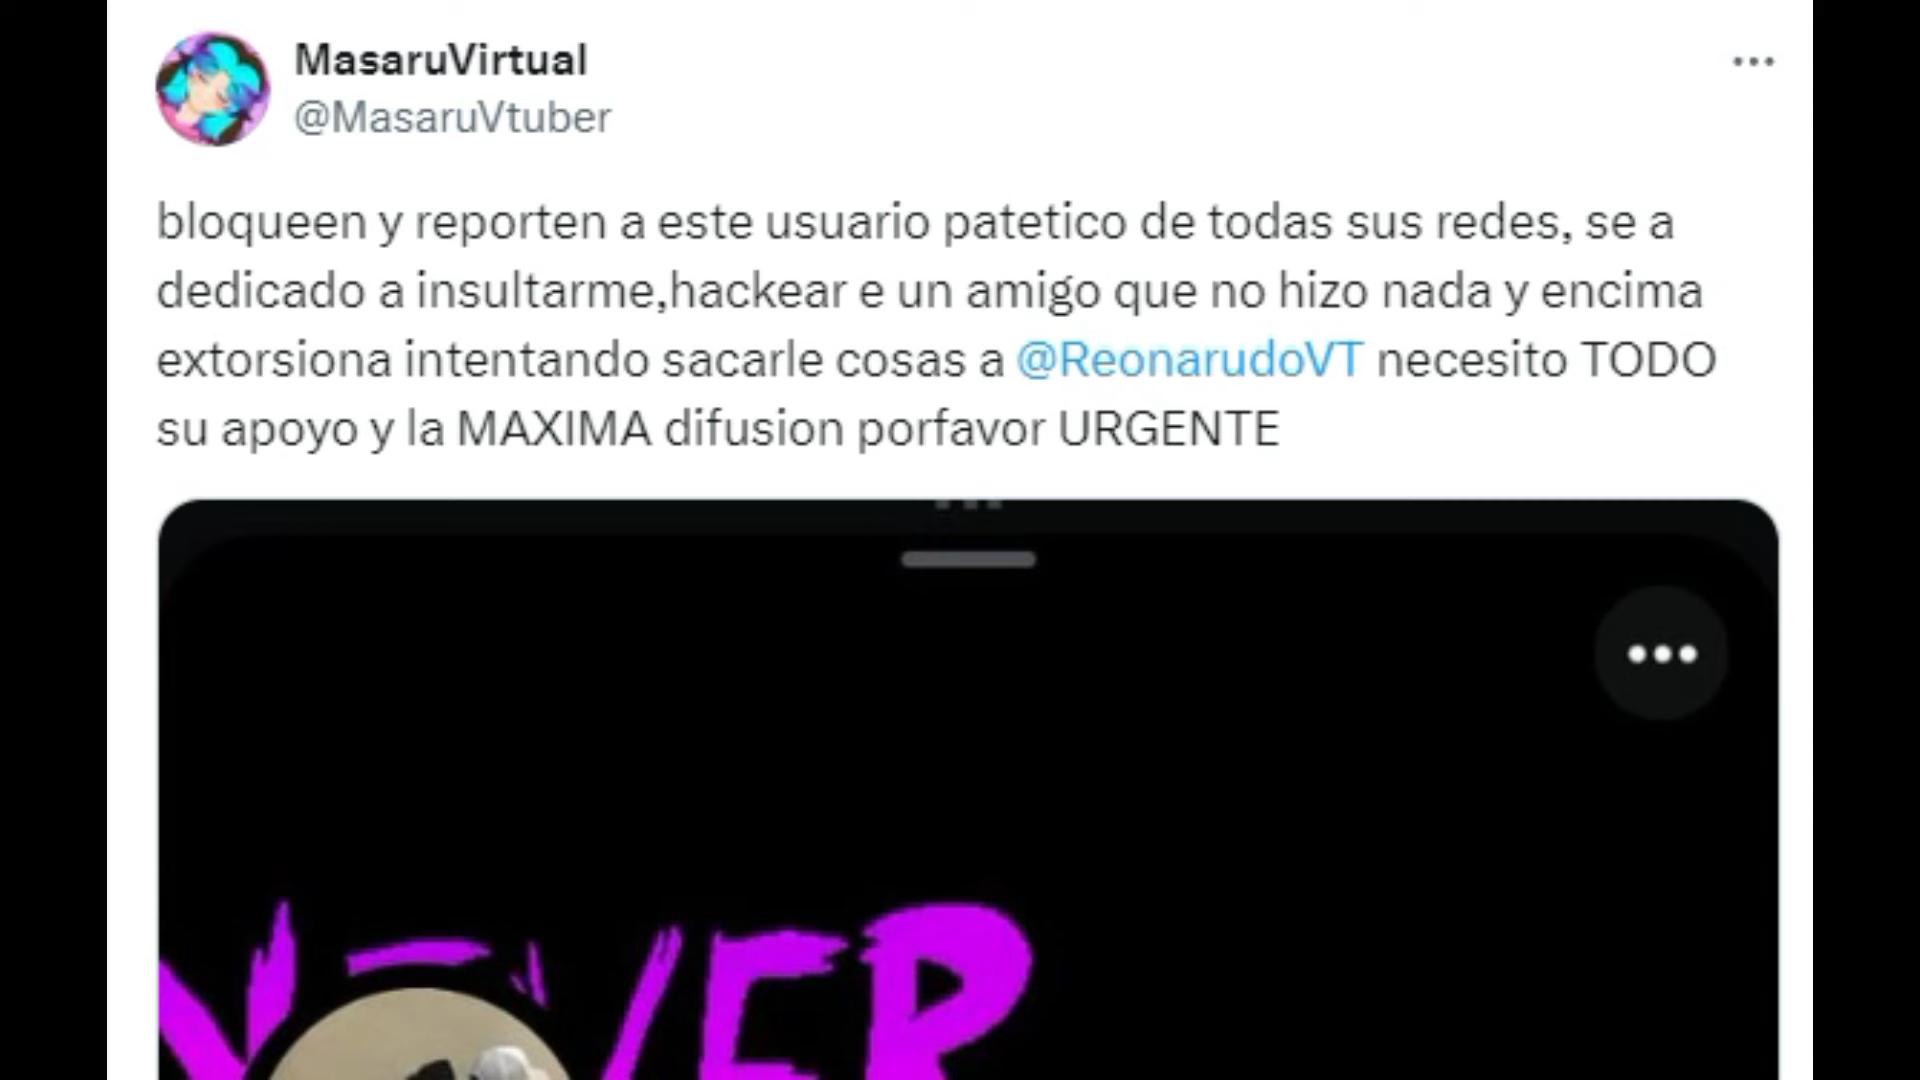 MasaruVirtual
@MasaruVtuber
bloqueen y reporten a este usuario patetico de todas sus redes, se a
dedicado a insultarme,hackear e un amigo que no hizo nada y encima
extorsiona intentando sacarle cosas a @ReonarudoVT necesito TODO
su apoyo y la MAXIMA difusion porfavor URGENTE